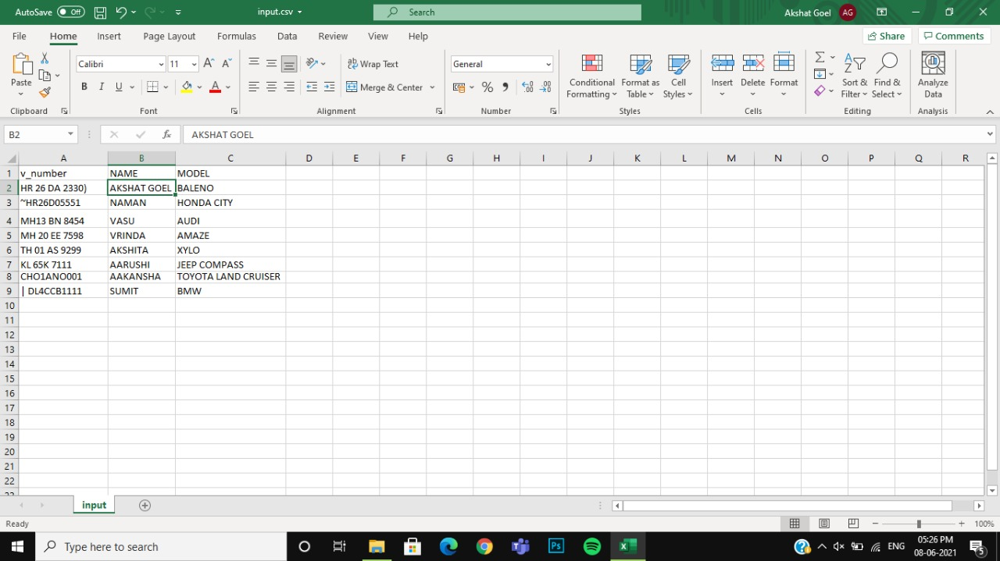 AutoSave Off input.csv Search Akshat Goel AG
File Home Insert Page Layout Formulas Data Review View Help Share Comments
Paste Calibri 11 Wrap Text General Conditional Formatting Format as Table Cell Styles Insert Delete Format Sort & Filter Find & Select Analyze Data
B I U A Merge & Center % 
Clipboard Font Alignment Number Styles Cells Editing Analysis
B2 fx AKSHAT GOEL
A B C D E F G H I J K L M N O P Q R
1 v_number NAME MODEL
2 HR 26 DA 2330) AKSHAT GOEL BALENO
3 ~HR26D05551 NAMAN HONDA CITY
4 MH13 BN 8454 VASU AUDI
5 MH 20 EE 7598 VRINDA AMAZE
6 TH 01 AS 9299 AKSHITA XYLO
7 KL 65K 7111 AARUSHI JEEP COMPASS
8 CHO1ANO001 AAKANSHA TOYOTA LAND CRUISER
9 | DL4CCB1111 SUMIT BMW
10
11
12
13
14
15
16
17
18
19
20
21
22
input
Ready 100%
Type here to search Ps ENG 05:26 PM
08-06-2021 5